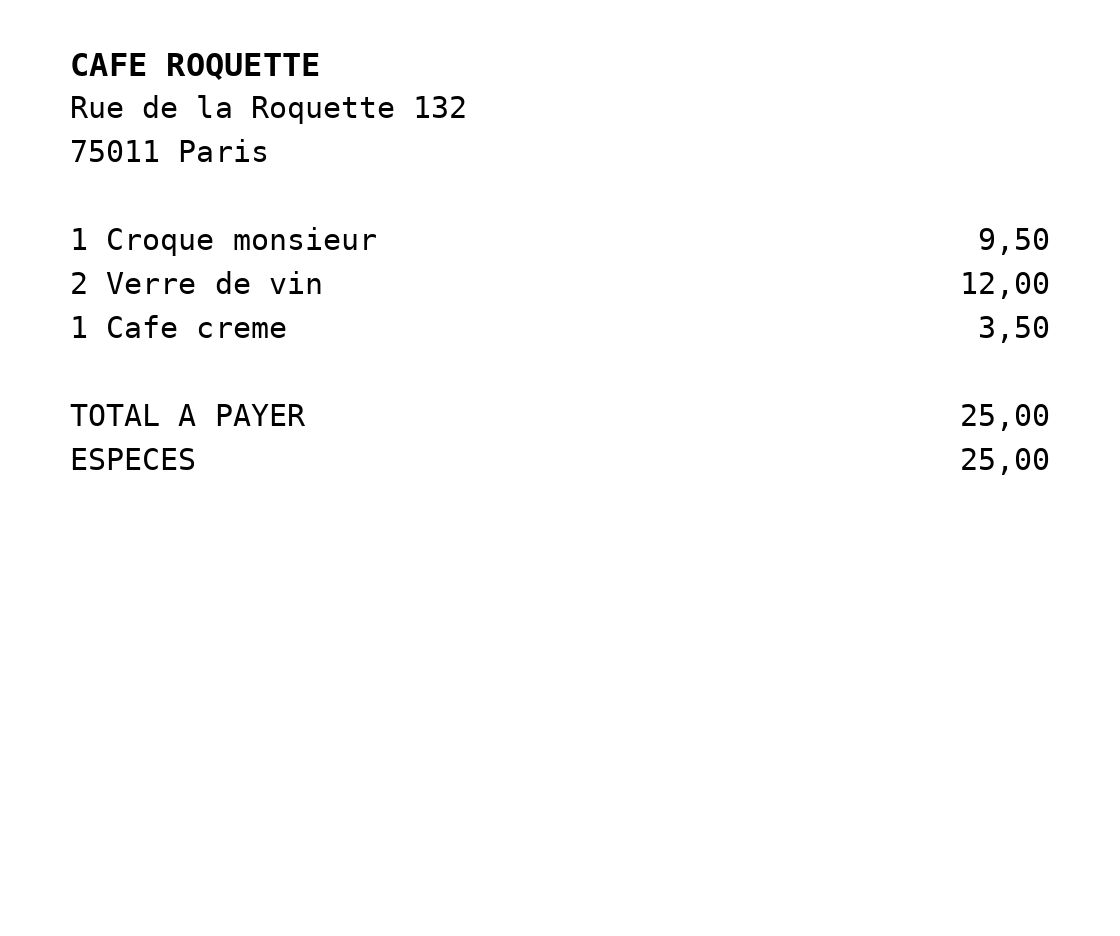 CAFE ROQUETTE
Rue de la Roquette 132
75011 Paris
1 Croque monsieur 9,50
2 Verre de vin 12,00
1 Cafe creme 3,50
TOTAL A PAYER 25,00
ESPECES 25,00